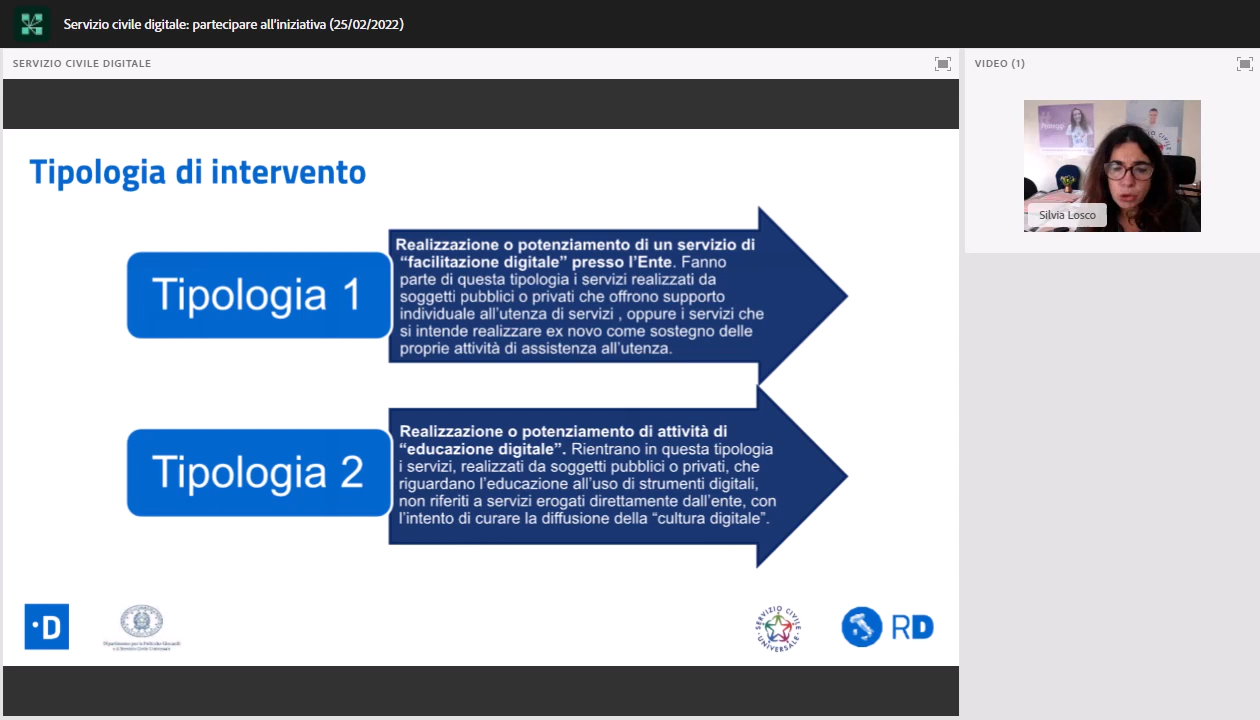 Servizio civile digitale: partecipare all'iniziativa (25/02/2022)
SERVIZIO CIVILE DIGITALE
VIDEO (1)
Silvia Losco
Tipologia di intervento
Tipologia 1
Realizzazione o potenziamento di un servizio di
“facilitazione digitale” presso l’Ente. Fanno
parte di questa tipologia i servizi realizzati da
soggetti pubblici o privati che offrono supporto
individuale all’utenza di servizi , oppure i servizi che
si intende realizzare ex novo come sostegno delle
proprie attività di assistenza all’utenza.
Tipologia 2
Realizzazione o potenziamento di attività di
“educazione digitale”. Rientrano in questa tipologia
i servizi, realizzati da soggetti pubblici o privati, che
riguardano l’educazione all’uso di strumenti digitali,
non riferiti a servizi erogati direttamente dall’ente, con
l’intento di curare la diffusione della “cultura digitale”.
D
SERVIZIO CIVILE
UNIVERSALE
RD